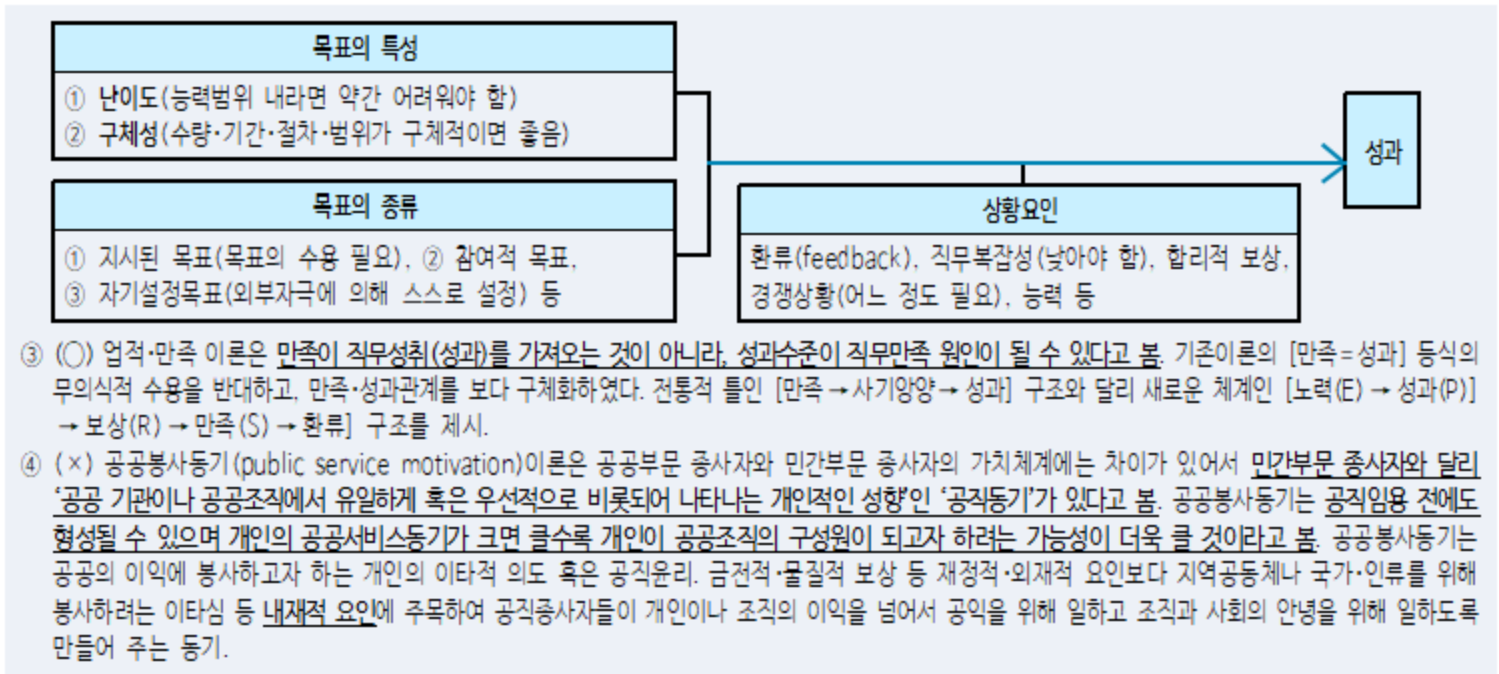 목표의 특성
① 난이도(능력범위 내라면 약간 어려워야 함)
② 구체성(수량·기간·절차·범위가 구체적이면 좋음)
성과
목표의 종류
① 지시된 목표(목표의 수용 필요), ② 참여적 목표,
③ 자기설정목표(외부자극에 의해 스스로 설정) 등
상황요인
환류(feedback), 직무복잡성(낮아야 함), 합리적 보상,
경쟁상황(어느 정도 필요), 능력 등
③ (○) 업적·만족 이론은 만족이 직무성취(성과)를 가져오는 것이 아니라, 성과수준이 직무만족 원인이 될 수 있다고 봄. 기존이론의 [만족=성과] 등식의
무의식적 수용을 반대하고, 만족·성과관계를 보다 구체화하였다. 전통적 틀인 [만족→사기앙양→성과] 구조와 달리 새로운 체계인 [노력(E)→성과(P)]
→보상(R)→만족(S)→환류] 구조를 제시.
④ (×) 공공봉사동기(public service motivation)이론은 공공부문 종사자와 민간부문 종사자의 가치체계에는 차이가 있어서 민간부문 종사자와 달리
‘공공 기관이나 공공조직에서 유일하게 혹은 우선적으로 비롯되어 나타나는 개인적인 성향’인 ‘공직동기’가 있다고 봄. 공공봉사동기는 공직임용 전에도
형성될 수 있으며 개인의 공공서비스동기가 크면 클수록 개인이 공공조직의 구성원이 되고자 하려는 가능성이 더욱 클 것이라고 봄. 공공봉사동기는
공공의 이익에 봉사하고자 하는 개인의 이타적 의도 혹은 공직윤리. 금전적·물질적 보상 등 재정적·외재적 요인보다 지역공동체나 국가·인류를 위해
봉사하려는 이타심 등 내재적 요인에 주목하여 공직종사자들이 개인이나 조직의 이익을 넘어서 공익을 위해 일하고 조직과 사회의 안녕을 위해 일하도록
만들어 주는 동기.